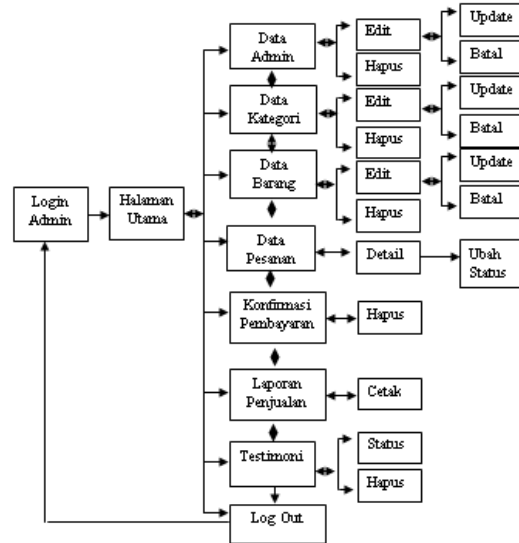 Login
Admin
Halaman
Utama
Data
Admin
Edit
Update
Batal
Hapus
Data
Kategori
Edit
Update
Batal
Hapus
Data
Barang
Edit
Update
Batal
Hapus
Data
Pesanan
Detail
Ubah
Status
Konfirmasi
Pembayaran
Hapus
Laporan
Penjualan
Cetak
Testimoni
Status
Hapus
Log Out